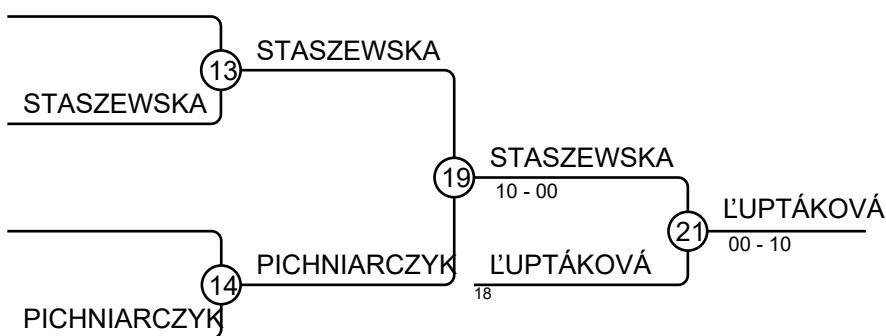 STASZEWSKA
13
STASZEWSKA
STASZEWSKA
19
10 - 00
ĽUPTÁKOVÁ
21
00 - 10
PICHNIARCZYK
ĽUPTÁKOVÁ
14
18
PICHNIARCZYK